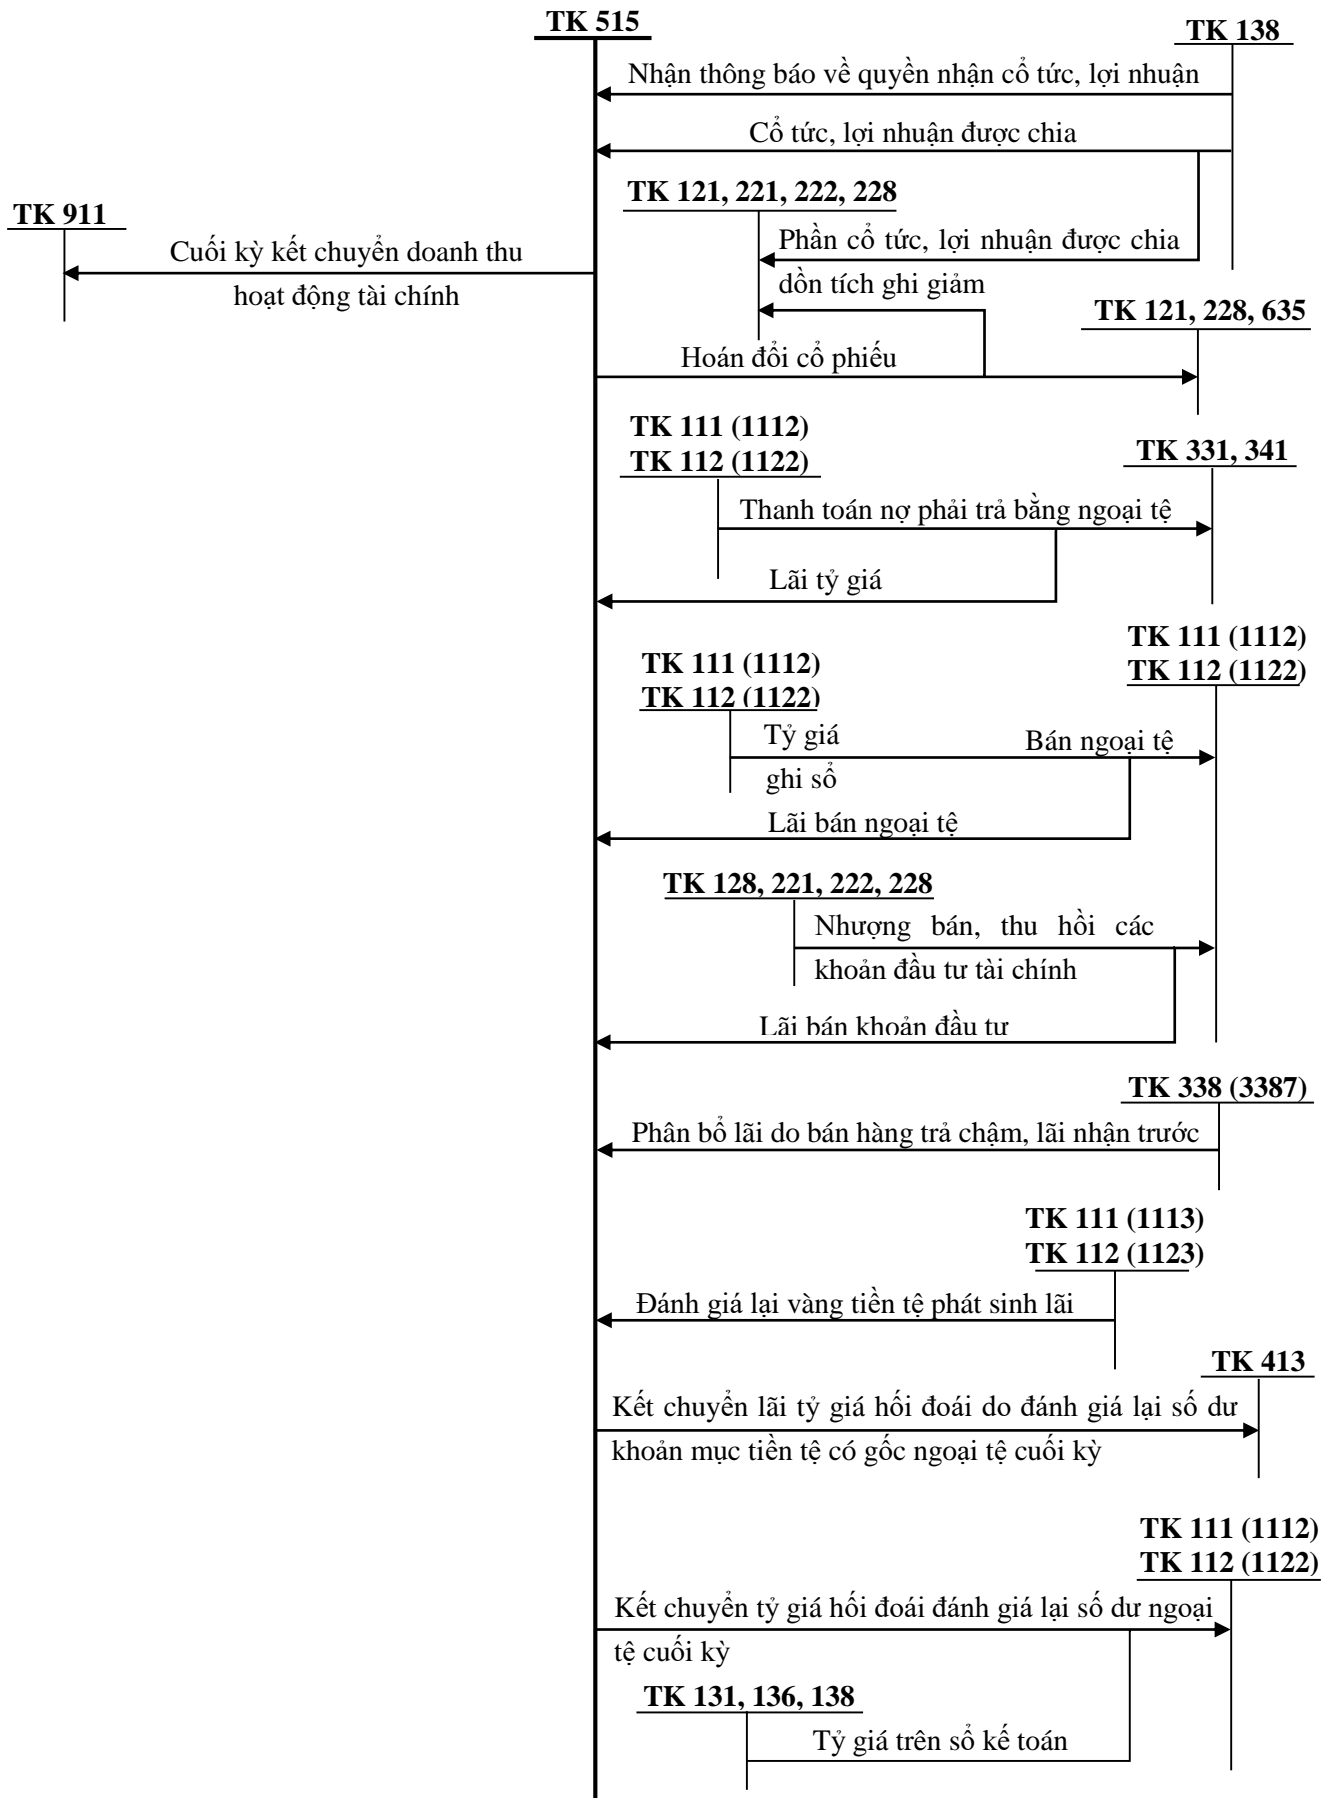 TK 515
TK 138
Nhận thông báo về quyền nhận cổ tức, lợi nhuận
Cổ tức, lợi nhuận được chia
TK 121, 221, 222, 228
TK 911
Phần cổ tức, lợi nhuận được chia
Cuối kỳ kết chuyển doanh thu
dồn tích ghi giảm
hoạt động tài chính
TK 121, 228, 635
Hoán đổi cổ phiếu
TK 111 (1112)
TK 112 (1122)
TK 331, 341
Thanh toán nợ phải trả bằng ngoại tệ
Lãi tỷ giá
TK 111 (1112)
TK 112 (1122)
TK 111 (1112)
TK 112 (1122)
Tỷ giá
Bán ngoại tệ
ghi sổ
Lãi bán ngoại tệ
TK 128, 221, 222, 228
Nhượng bán, thu hồi các
khoản đầu tư tài chính
Lãi bán khoản đầu tư
TK 338 (3387)
Phân bổ lãi do bán hàng trả chậm, lãi nhận trước
TK 111 (1113)
TK 112 (1123)
Đánh giá lại vàng tiền tệ phát sinh lãi
TK 413
Kết chuyển lãi tỷ giá hối đoái do đánh giá lại số dư
khoản mục tiền tệ có gốc ngoại tệ cuối kỳ
TK 111 (1112)
TK 112 (1122)
Kết chuyển tỷ giá hối đoái đánh giá lại số dư ngoại
tệ cuối kỳ
TK 131, 136, 138
Tỷ giá trên sổ kế toán